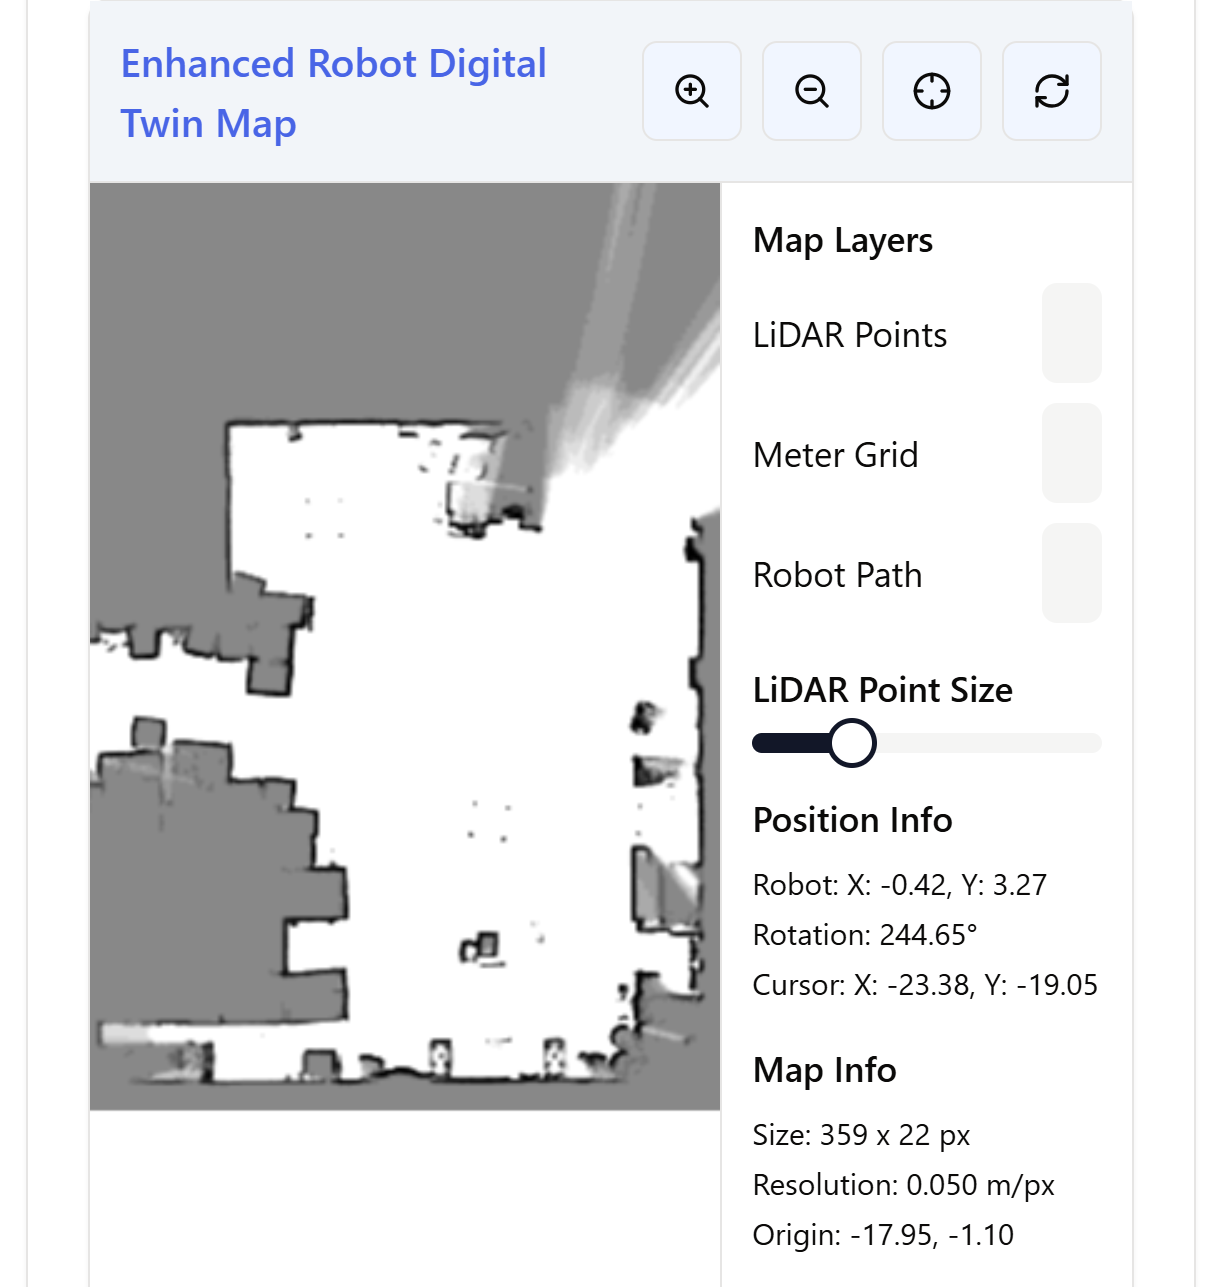 Enhanced Robot Digital
Twin Map
Map Layers
LiDAR Points
Meter Grid
Robot Path
LiDAR Point Size
Position Info
Robot: X: -0.42, Y: 3.27
Rotation: 244.65°
Cursor: X: -23.38, Y: -19.05
Map Info
Size: 359 x 22 px
Resolution: 0.050 m/px
Origin: -17.95, -1.10